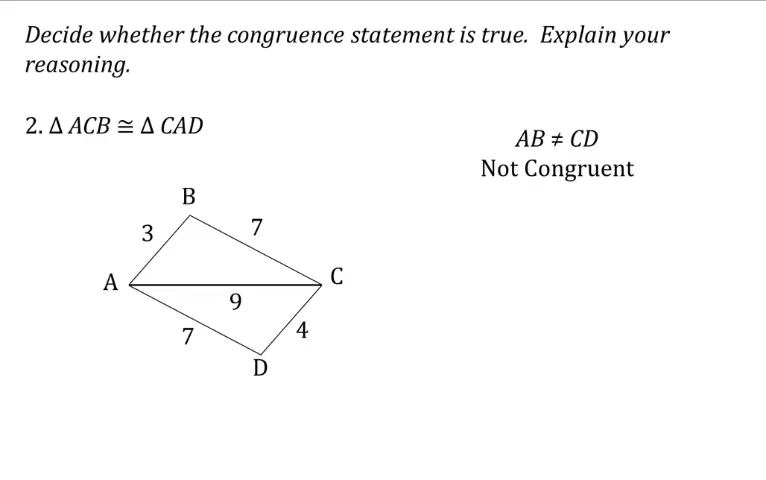 Decide whether the congruence statement is true.  Explain your
reasoning.
2. Δ ACB ≅ Δ CAD
AB ≠ CD
Not Congruent
B
3
7
A
C
9
7
4
D